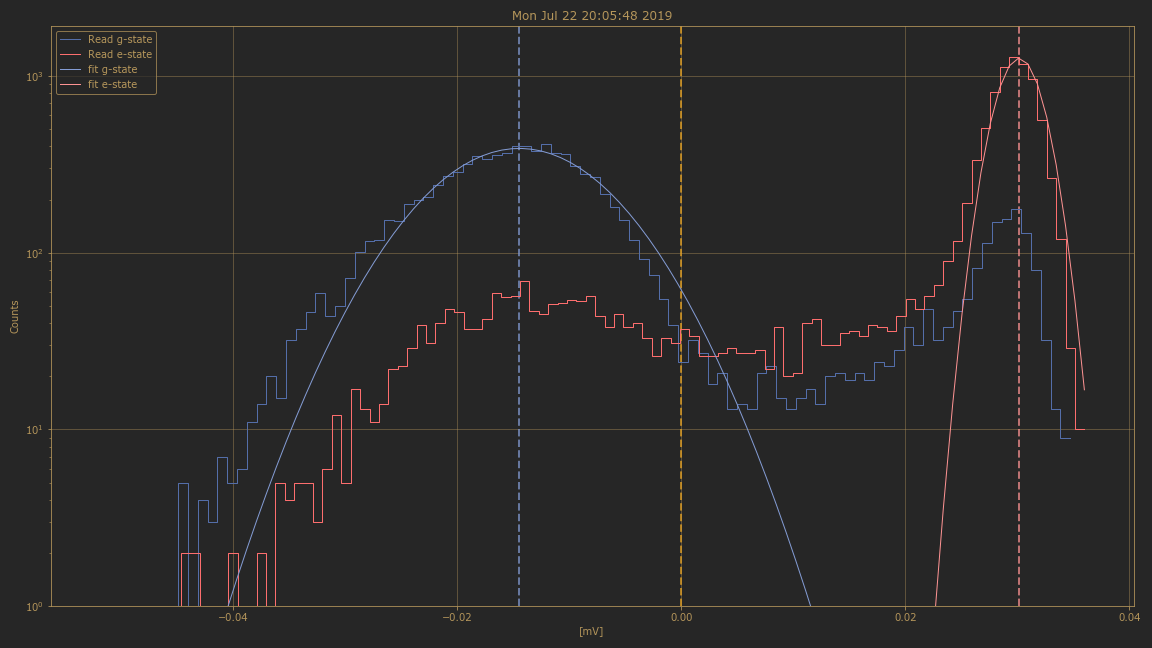 Mon Jul 22 20:05:48 2019
Read g-state
Read e-state
fit g-state
fit e-state
10³
10²
10¹
10⁰
Counts
−0.04
−0.02
0.00
0.02
0.04
[mV]